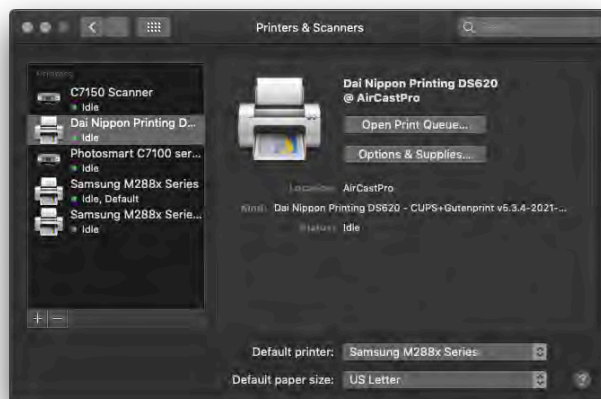 Printers & Scanners
Printers
C7150 Scanner
Idle
Dai Nippon Printing D...
Idle
Photosmart C7100 ser...
Idle
Samsung M288x Series
Idle, Default
Samsung M288x Serie...
Idle
Dai Nippon Printing DS620
@ AirCastPro
Open Print Queue...
Options & Supplies...
Location: AirCastPro
Kind: Dai Nippon Printing DS620 - CUPS+Gutenprint v5.3.4-2021-...
Status: Idle
+ −
Default printer: Samsung M288x Series
Default paper size: US Letter
?